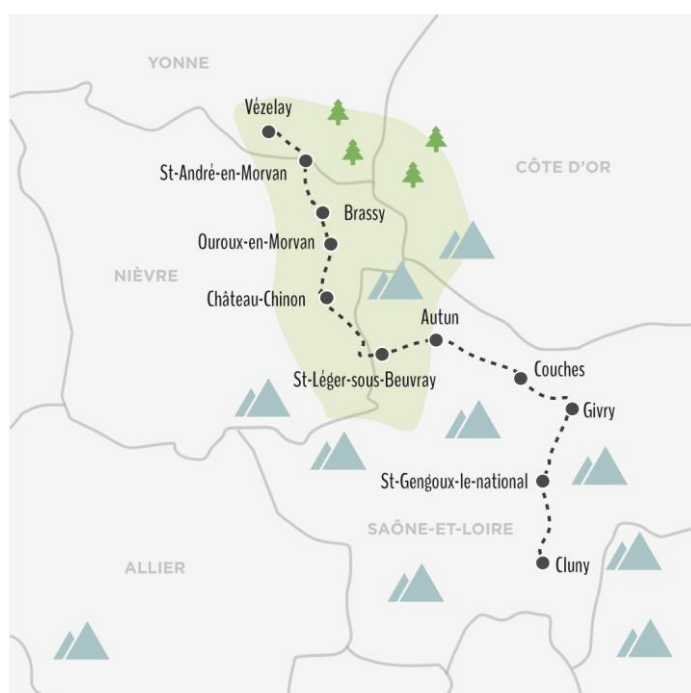 YONNE
Vézelay
St-André-en-Morvan
CÔTE D'OR
Brassy
Ouroux-en-Morvan
NIÈVRE
Château-Chinon
Autun
Couches
St-Léger-sous-Beuvray
Givry
St-Gengoux-le-national
SAÔNE-ET-LOIRE
ALLIER
Cluny